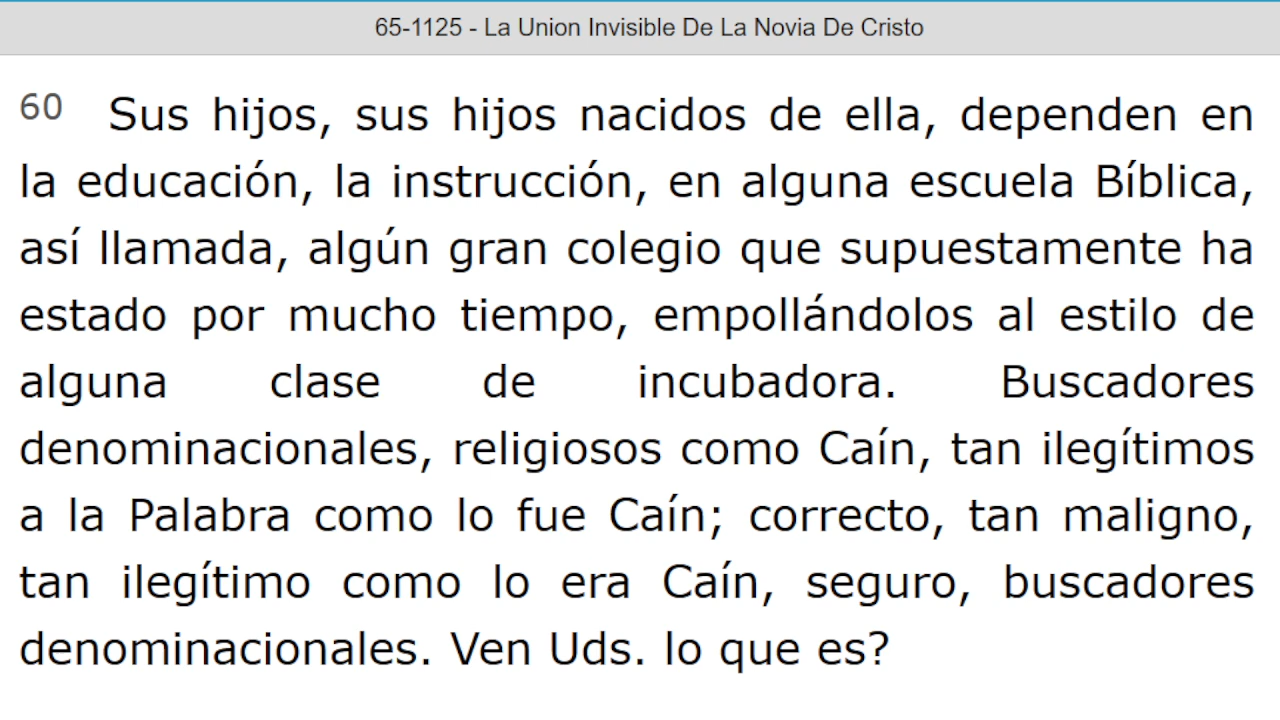 65-1125 - La Union Invisible De La Novia De Cristo
60 Sus hijos, sus hijos nacidos de ella, dependen en
la educación, la instrucción, en alguna escuela Bíblica,
así llamada, algún gran colegio que supuestamente ha
estado por mucho tiempo, empollándolos al estilo de
alguna clase de incubadora. Buscadores
denominacionales, religiosos como Caín, tan ilegítimos
a la Palabra como lo fue Caín; correcto, tan maligno,
tan ilegítimo como lo era Caín, seguro, buscadores
denominacionales. Ven Uds. lo que es?